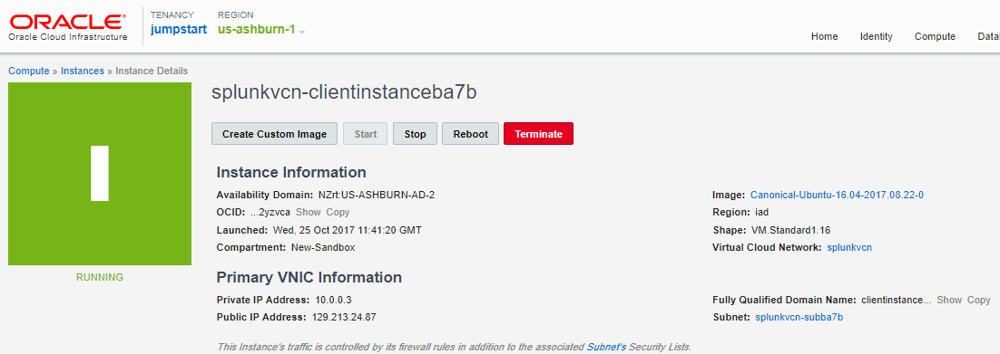 ORACLE®
Oracle Cloud Infrastructure
TENANCY
jumpstart
REGION
us-ashburn-1
Home Identity Compute Datal
Compute » Instances » Instance Details
splunkvcn-clientinstanceba7b
Create Custom Image Start Stop Reboot Terminate
I
RUNNING
Instance Information
Availability Domain: NZrt:US-ASHBURN-AD-2
OCID: ...2yzvca Show Copy
Launched: Wed, 25 Oct 2017 11:41:20 GMT
Compartment: New-Sandbox
Image: Canonical-Ubuntu-16.04-2017.08.22-0
Region: iad
Shape: VM.Standard1.16
Virtual Cloud Network: splunkvcn
Primary VNIC Information
Private IP Address: 10.0.0.3
Public IP Address: 129.213.24.87
Fully Qualified Domain Name: clientinstance... Show Copy
Subnet: splunkvcn-subba7b
This Instance's traffic is controlled by its firewall rules in addition to the associated Subnet's Security Lists.